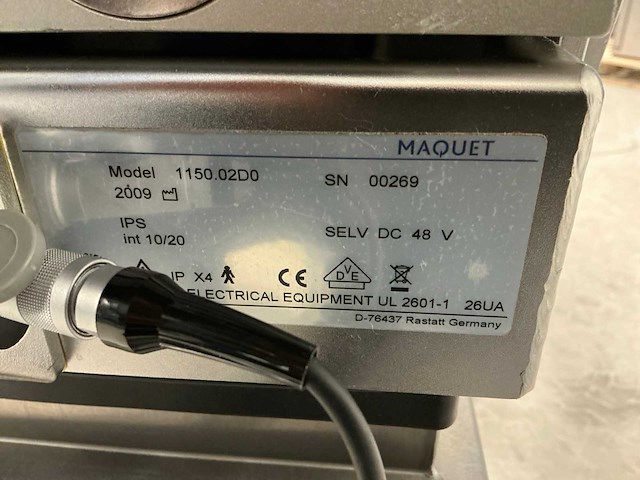 MAQUET
Model 1150.02D0 SN 00269
2009
IPS
int 10/20 SELV DC 48 V
IP X4 CE VDE
ELECTRICAL EQUIPMENT UL 2601-1 26UA
D-76437 Rastatt Germany